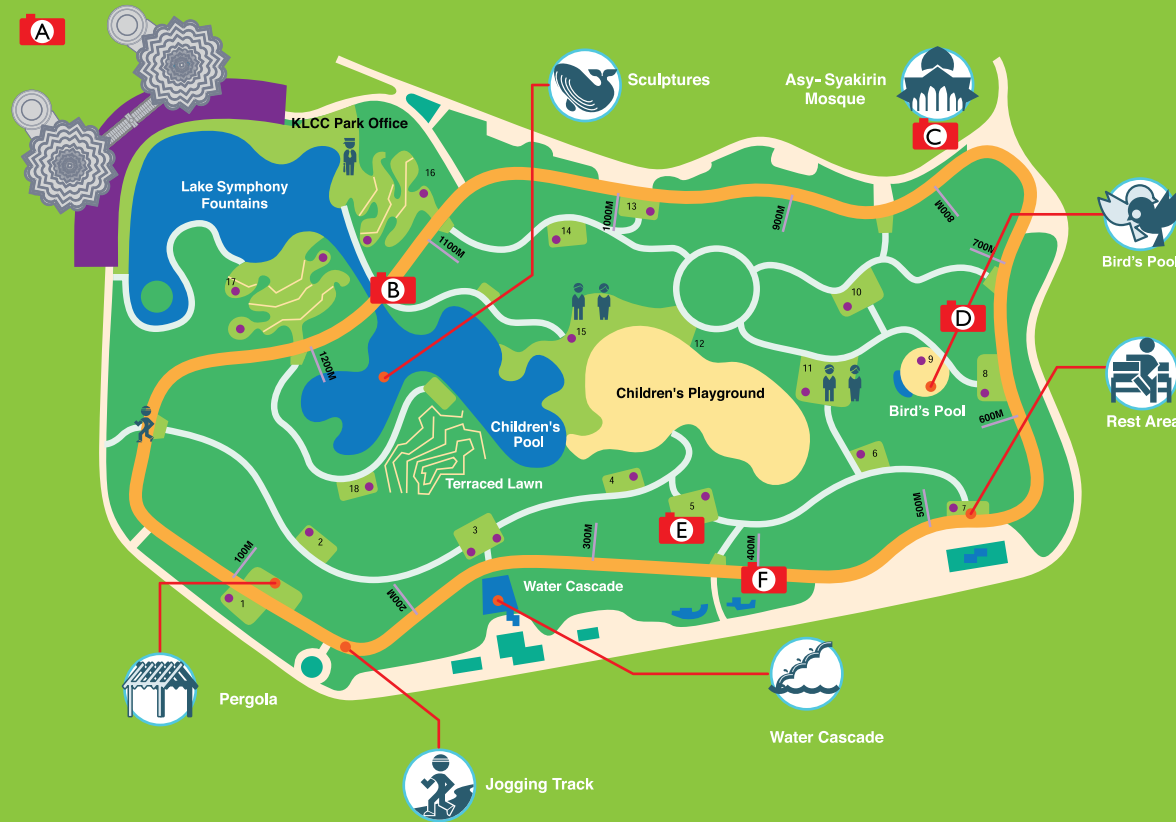 A
Sculptures
Asy-Syakirin
Mosque
C
KLCC Park Office
16
Lake Symphony
Fountains
13
1000M
900M
800M
14
1100M
700M
Bird's Pool
17
B
10
D
15
12
1200M
9
11
8
Children's Playground
Bird's Pool
600M
Rest Area
Children's
Pool
6
4
Terraced Lawn
18
5
7
500M
3
E
2
300M
400M
100M
F
Water Cascade
200M
1
Pergola
Water Cascade
Jogging Track